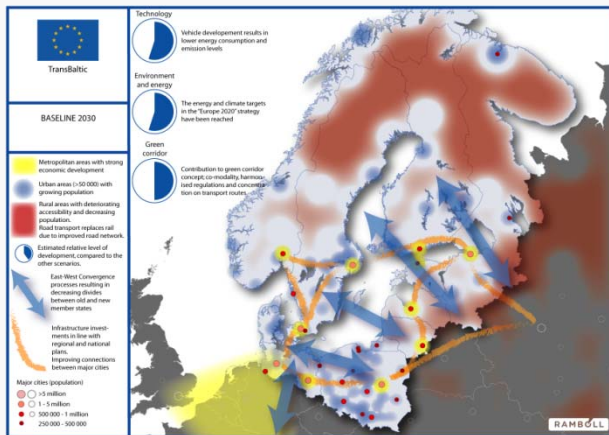 TransBaltic
BASELINE 2030
Metropolitan areas with strong
economic development
Urban areas (>50 000) with
growing population
Rural areas with deteriorating
accessibility and decreasing
population.
Road transport replaces rail
due to improved road network.
Estimated relative level of
development, compared to the
other scenarios.
East-West Convergence
processes resulting in
decreasing divides
between old and new
member states
Infrastructure invest-
ments in line with
regional and national
plans.
Improving connections
between major cities
Major cities (population)
>5 million
1 - 5 million
500 000 - 1 million
250 000 - 500 000
Technology
Vehicle developement results in
lower energy consumption and
emission levels
Environment
and energy
The energy and climate targets
in the "Europe 2020" strategy
have been reached
Green
corridor
Contribution to green corridor
concept; co-modality, harmon-
ised regulations and concentra-
tion on transport routes.
RAMBOLL